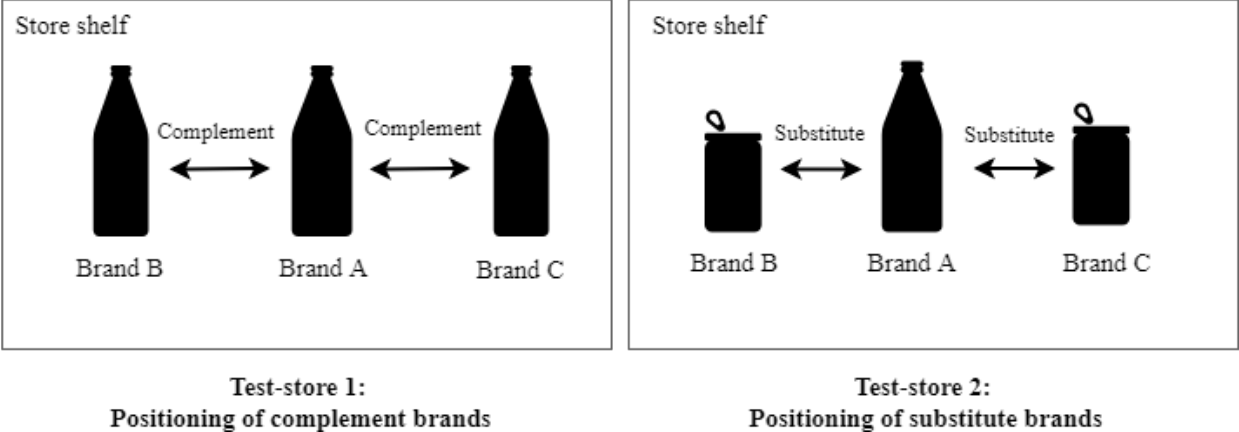 Store shelf
Complement
Complement
Brand B
Brand A
Brand C
Test-store 1:
Positioning of complement brands
Store shelf
Substitute
Substitute
Brand B
Brand A
Brand C
Test-store 2:
Positioning of substitute brands